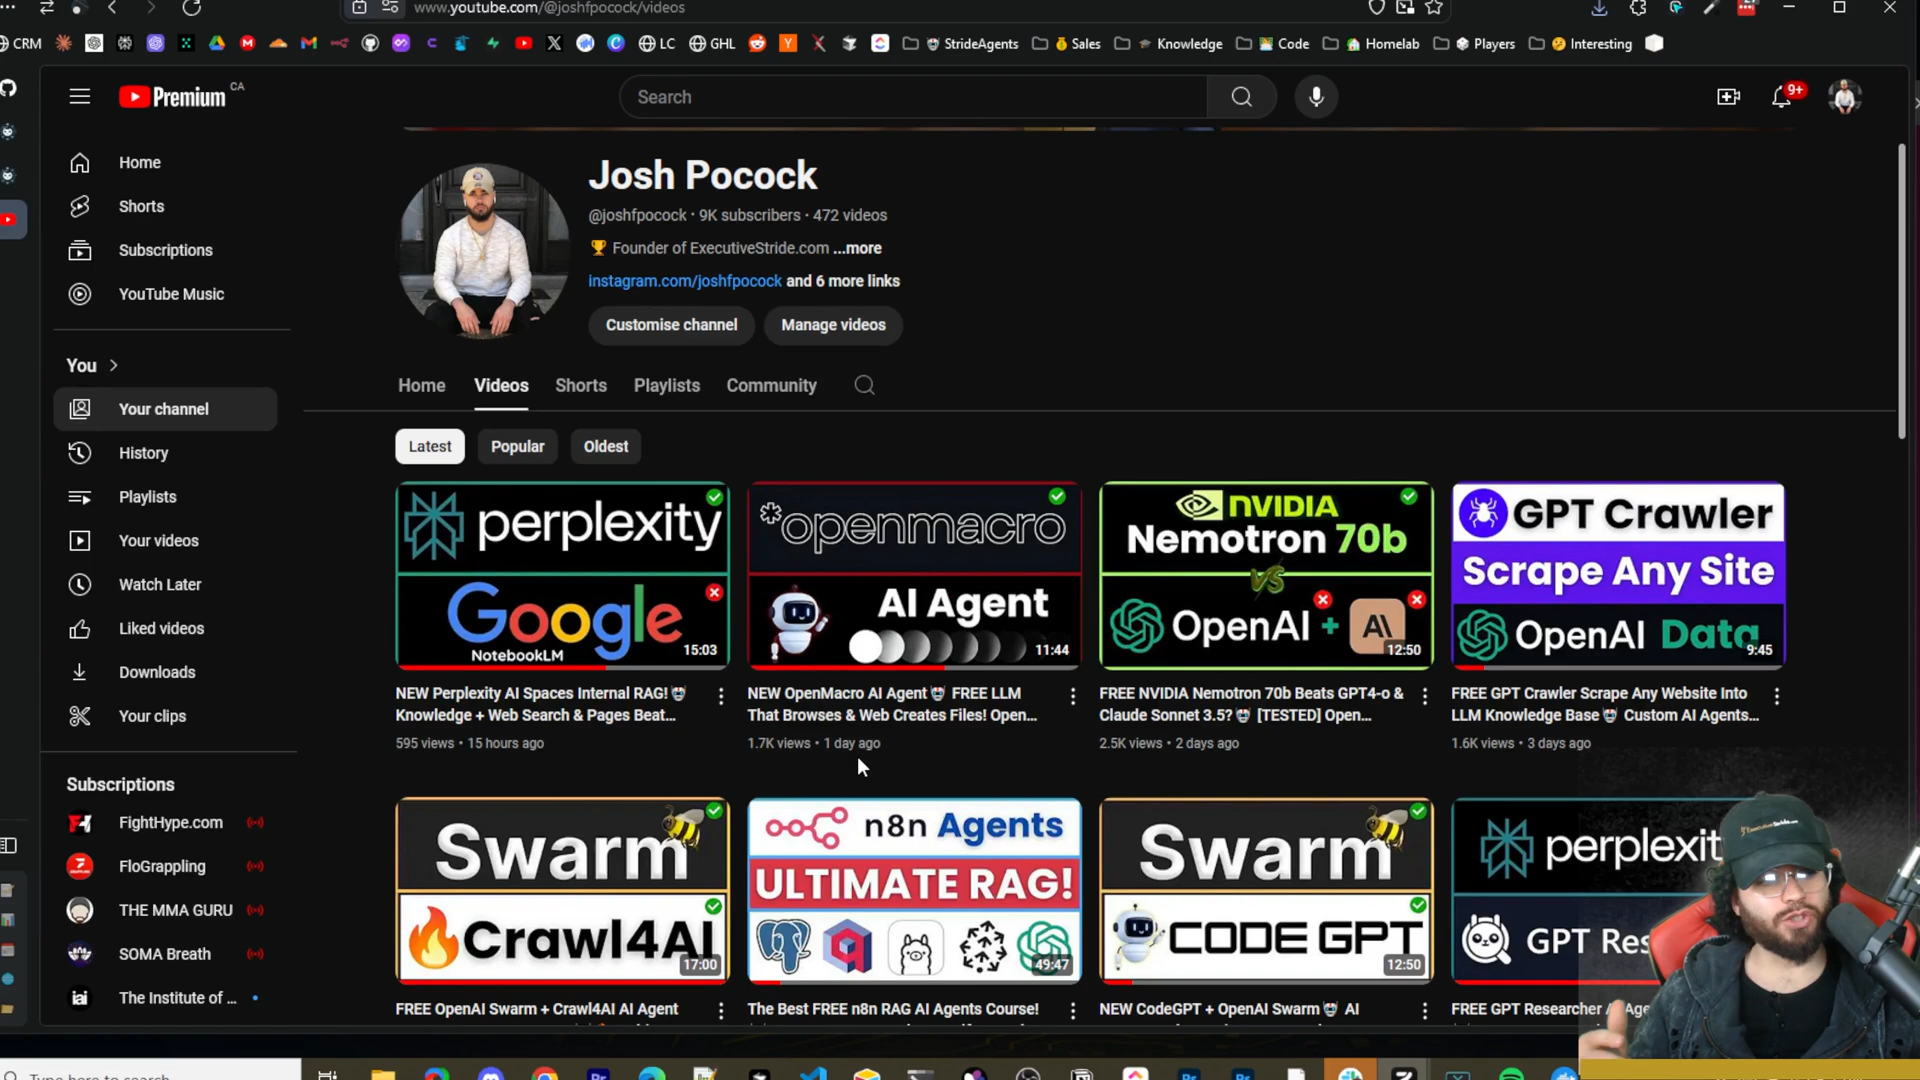 www.youtube.com/@joshfpocock/videos
CRM
LC
GHL
StrideAgents
Sales
Knowledge
Code
Homelab
Players
Interesting
Premium CA
Search
9+
Home
Shorts
Subscriptions
YouTube Music
You
Your channel
History
Playlists
Your videos
Watch Later
Liked videos
Downloads
Your clips
Subscriptions
FightHype.com
FloGrappling
THE MMA GURU
SOMA Breath
iai The Institute of ...
Josh Pocock
@joshfpocock · 9K subscribers · 472 videos
Founder of ExecutiveStride.com ...more
instagram.com/joshfpocock and 6 more links
Customise channel
Manage videos
Home Videos Shorts Playlists Community
Latest Popular Oldest
perplexity
Google
NotebookLM
15:03
NEW Perplexity AI Spaces Internal RAG!
Knowledge + Web Search & Pages Beat...
595 views • 15 hours ago
openmacro
AI Agent
11:44
NEW OpenMacro AI Agent FREE LLM
That Browses & Web Creates Files! Open...
1.7K views • 1 day ago
NVIDIA
Nemotron 70b
VS
OpenAI + A\
12:50
FREE NVIDIA Nemotron 70b Beats GPT4-o &
Claude Sonnet 3.5? [TESTED] Open...
2.5K views • 2 days ago
GPT Crawler
Scrape Any Site
OpenAI Data
9:45
FREE GPT Crawler Scrape Any Website Into
LLM Knowledge Base Custom AI Agents...
1.6K views • 3 days ago
Swarm
Crawl4AI
17:00
FREE OpenAI Swarm + Crawl4AI AI Agent
n8n Agents
ULTIMATE RAG!
49:47
The Best FREE n8n RAG AI Agents Course!
Swarm
CODE GPT
12:50
NEW CodeGPT + OpenAI Swarm AI
perplexit
GPT Res
FREE GPT Researcher AI Age
Type here to search